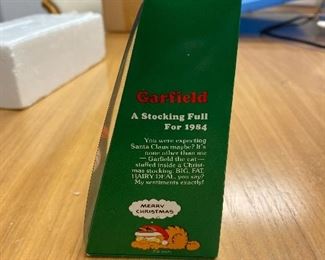 Garfield
A Stocking Full
For 1984
You were expecting
Santa Claus maybe? It's
none other than me
—Garfield the cat—
stuffed inside a Christ-
mas stocking. BIG, FAT,
HAIRY DEAL, you say?
My sentiments exactly!
MERRY
CHRISTMAS